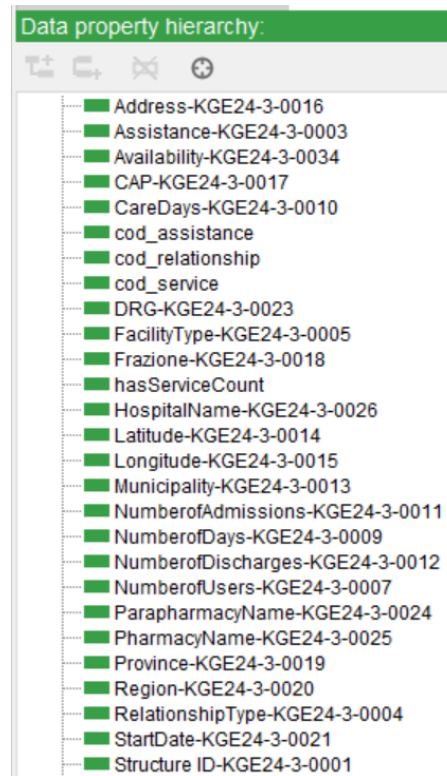 Data property hierarchy:
Address-KGE24-3-0016
Assistance-KGE24-3-0003
Availability-KGE24-3-0034
CAP-KGE24-3-0017
CareDays-KGE24-3-0010
cod_assistance
cod_relationship
cod_service
DRG-KGE24-3-0023
FacilityType-KGE24-3-0005
Frazione-KGE24-3-0018
hasServiceCount
HospitalName-KGE24-3-0026
Latitude-KGE24-3-0014
Longitude-KGE24-3-0015
Municipality-KGE24-3-0013
NumberofAdmissions-KGE24-3-0011
NumberofDays-KGE24-3-0009
NumberofDischarges-KGE24-3-0012
NumberofUsers-KGE24-3-0007
ParapharmacyName-KGE24-3-0024
PharmacyName-KGE24-3-0025
Province-KGE24-3-0019
Region-KGE24-3-0020
RelationshipType-KGE24-3-0004
StartDate-KGE24-3-0021
Structure ID-KGE24-3-0001